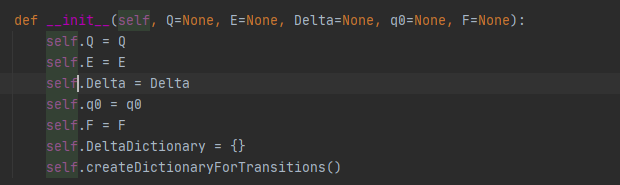 def __init__(self, Q=None, E=None, Delta=None, q0=None, F=None):
self.Q = Q
self.E = E
self.Delta = Delta
self.q0 = q0
self.F = F
self.DeltaDictionary = {}
self.createDictionaryForTransitions()